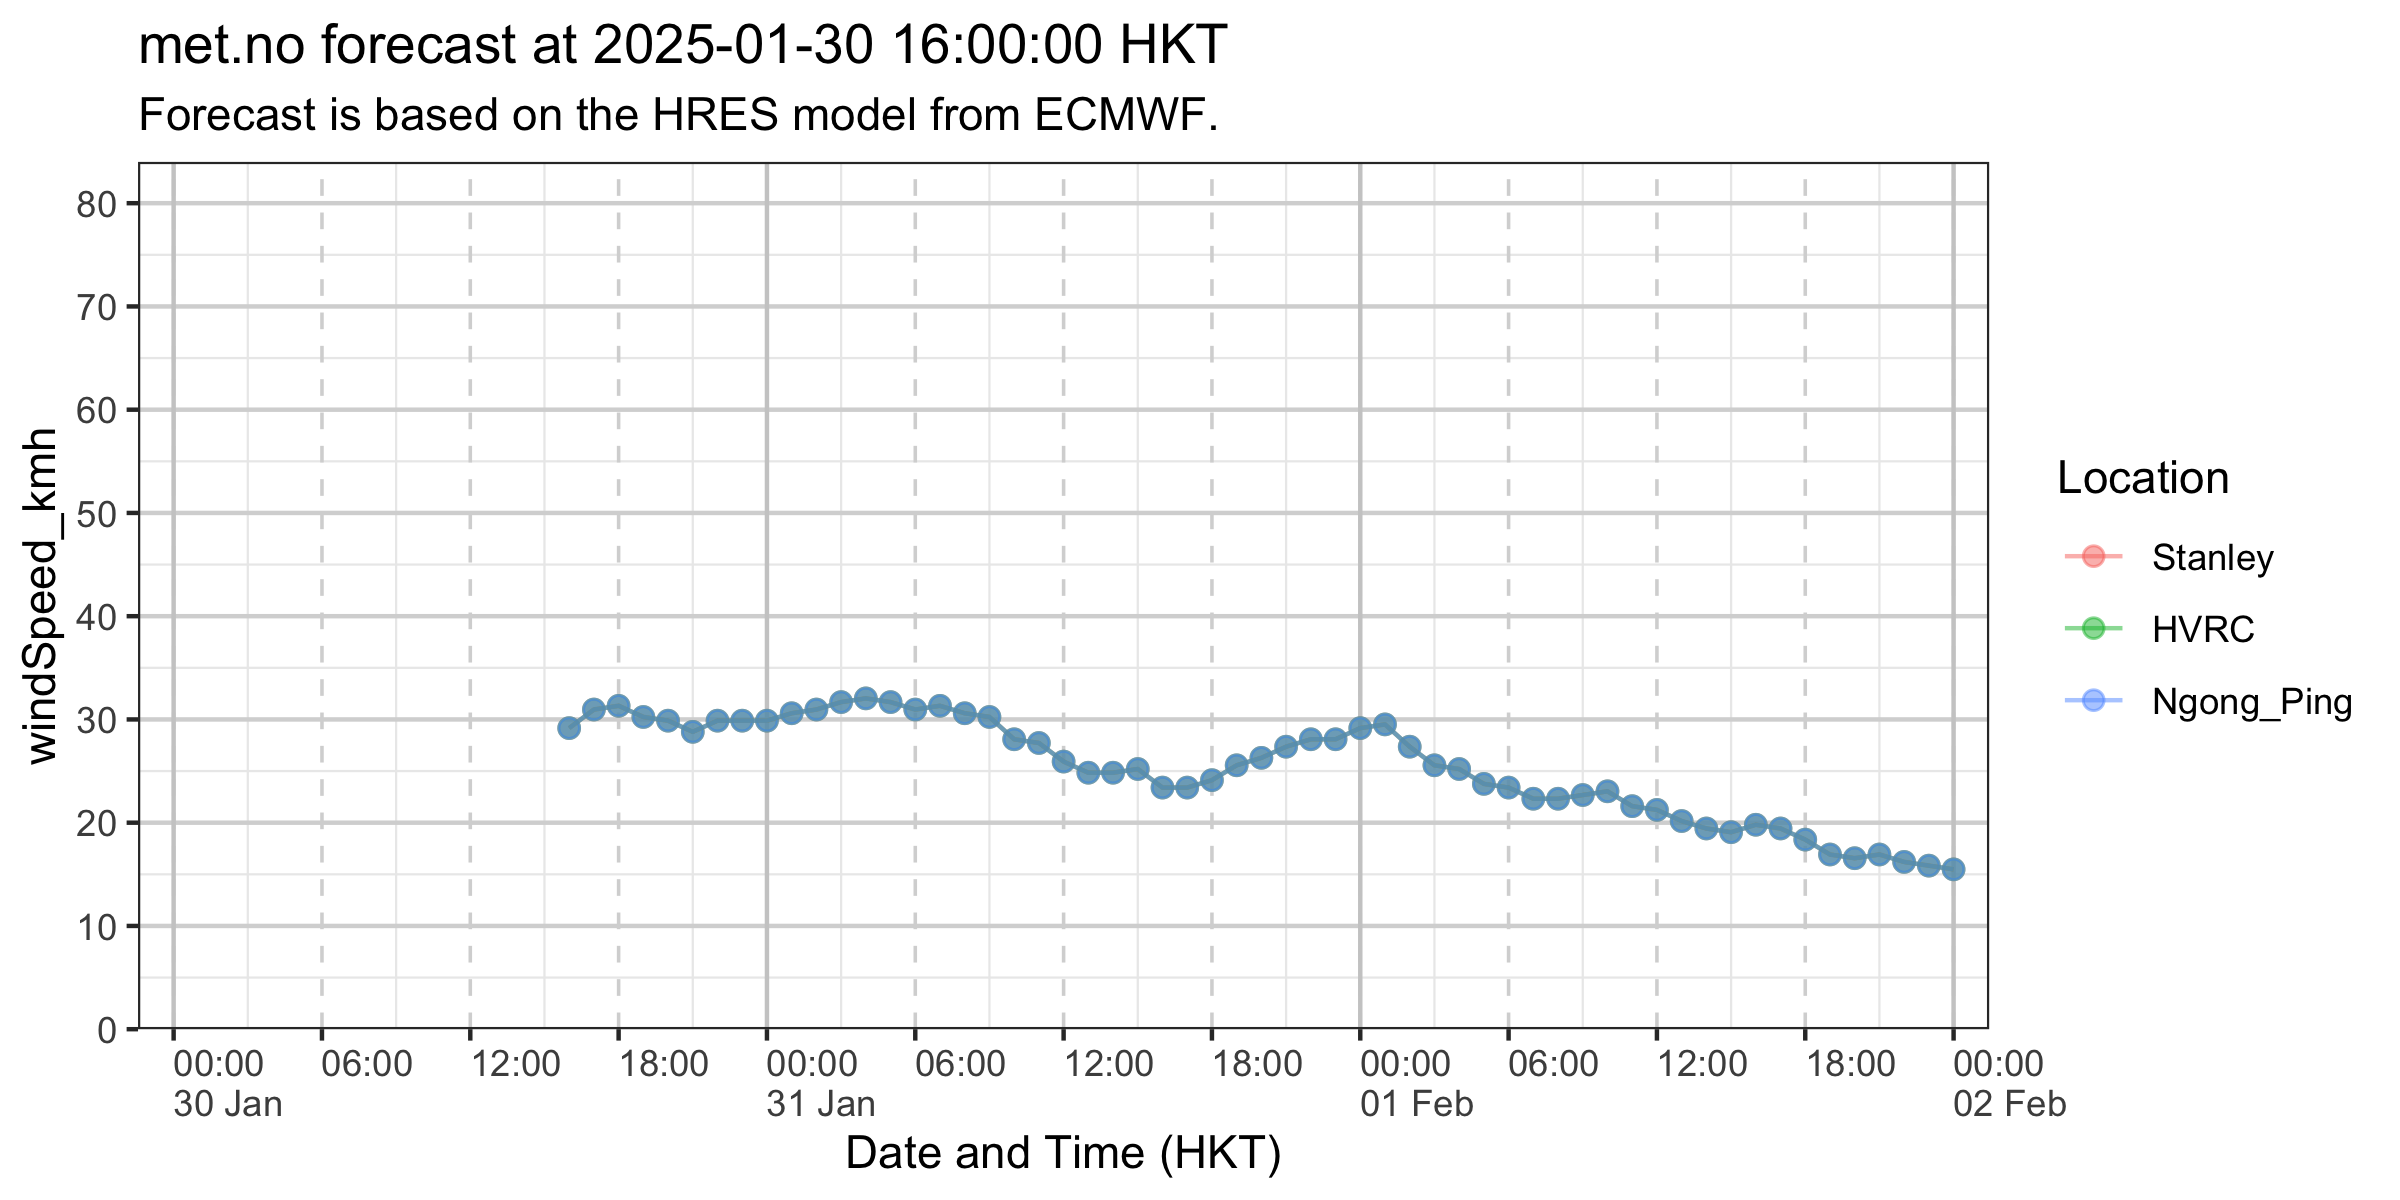 met.no forecast at 2025-01-30 16:00:00 HKT
Forecast is based on the HRES model from ECMWF.
windSpeed_kmh
80
70
60
50
40
30
20
10
0
00:00 06:00 12:00 18:00 00:00 06:00 12:00 18:00 00:00 06:00 12:00 18:00 00:00
30 Jan 31 Jan 01 Feb 02 Feb
Date and Time (HKT)
Location
Stanley
HVRC
Ngong_Ping